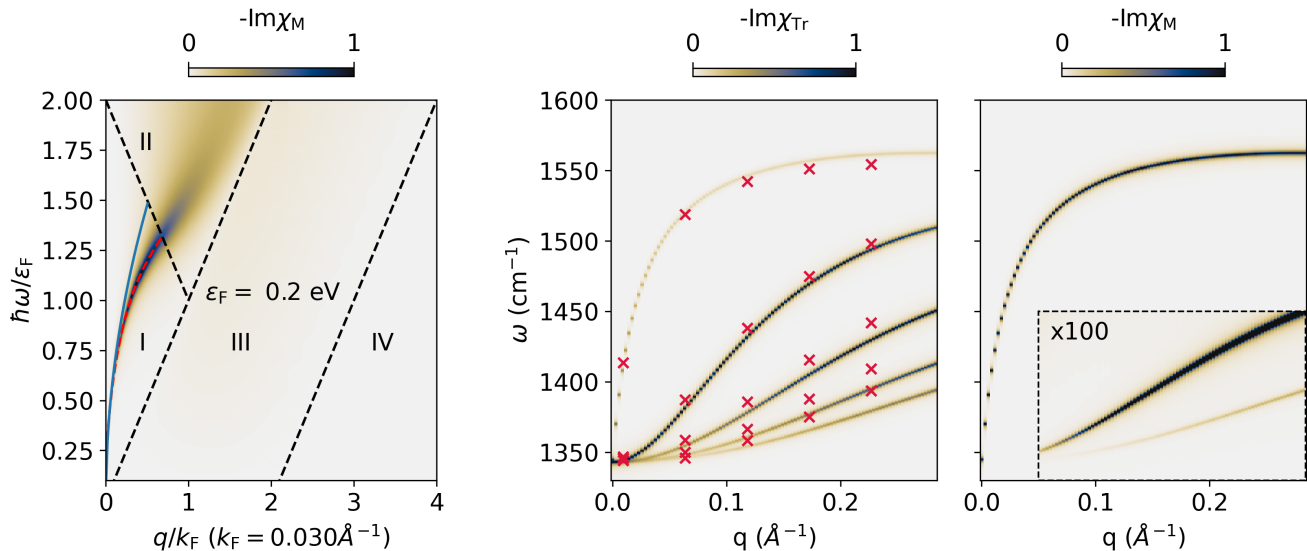 -Imχ_M
0 1
2.00
1.75
1.50
1.25
1.00
0.75
0.50
0.25
ħω/ε_F
II
ε_F = 0.2 eV
I
III
IV
0 1 2 3 4
q/k_F (k_F = 0.030Å⁻¹)
-Imχ_Tr
0 1
1600
1550
1500
1450
1400
1350
ω (cm⁻¹)
0.0 0.1 0.2
q (Å⁻¹)
-Imχ_M
0 1
x100
0.0 0.1 0.2
q (Å⁻¹)